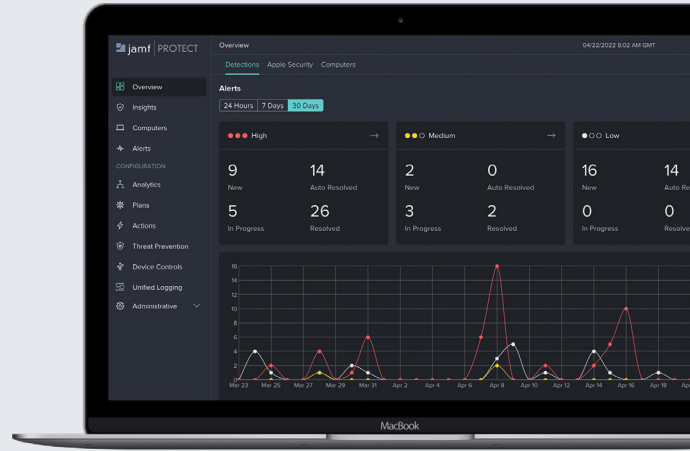 jamf PROTECT
Overview
04/22/2022 8:02 AM GMT
Detections Apple Security Computers
Overview
Insights
Computers
Alerts
CONFIGURATION
Analytics
Plans
Actions
Threat Prevention
Device Controls
Unified Logging
Administrative
Alerts
24 Hours 7 Days 30 Days
High
9 14
New Auto Resolved
5 26
In Progress Resolved
Medium
2 0
New Auto Resolved
3 2
In Progress Resolved
Low
16 14
New Auto Re
0 0
In Progress Resolve
16
14
12
10
8
6
4
2
0
Mar 23 Mar 25 Mar 27 Mar 29 Mar 31 Apr 2 Apr 4 Apr 6 Apr 8 Apr 10 Apr 12 Apr 14 Apr 16 Apr 18 Apr
MacBook